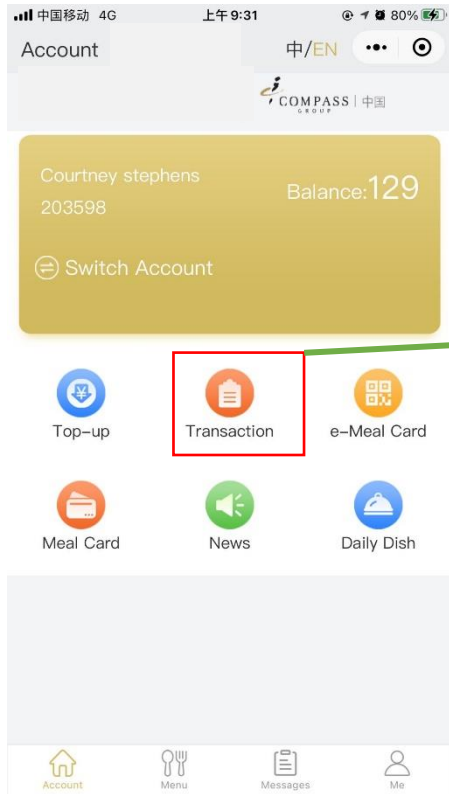 中国移动 4G 上午 9:31 80%
Account 中/EN
COMPASS 中国
GROUP
Courtney stephens
203598
Balance:129
Switch Account
¥
Top-up Transaction e-Meal Card
Meal Card News Daily Dish
Account Menu Messages Me